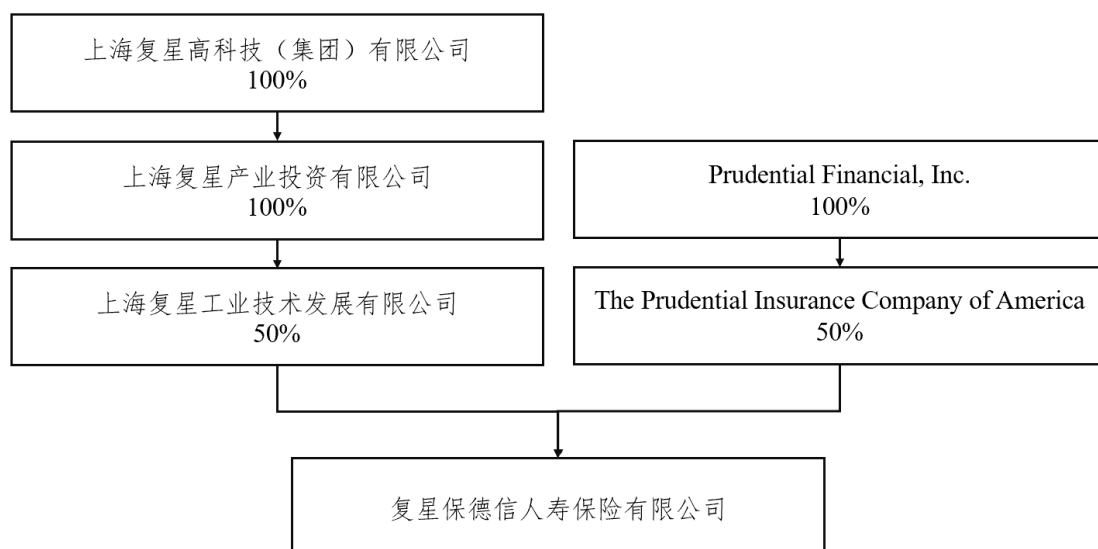 上海复星高科技（集团）有限公司
100%
上海复星产业投资有限公司
100%
Prudential Financial, Inc.
100%
上海复星工业技术发展有限公司
50%
The Prudential Insurance Company of America
50%
复星保德信人寿保险有限公司